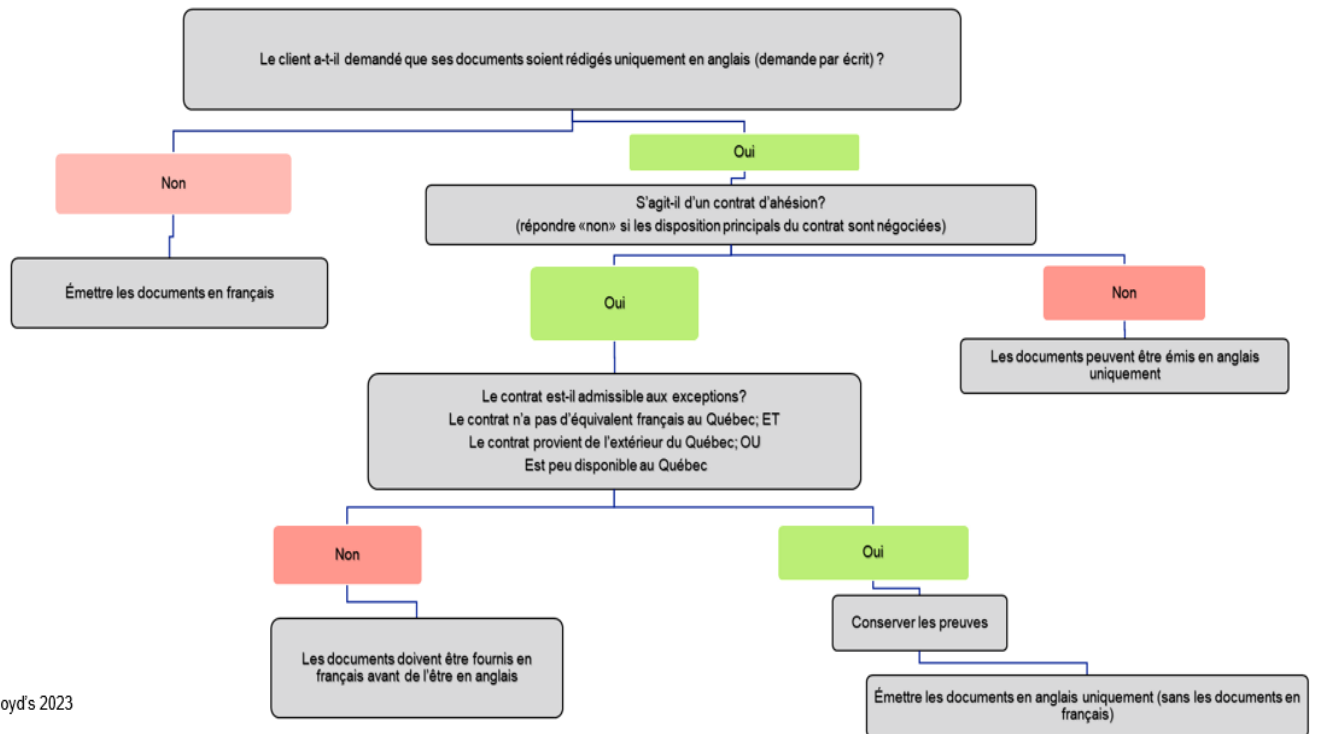 Le client a-t-il demandé que ses documents soient rédigés uniquement en anglais (demande par écrit) ?
Non
Oui
S'agit-il d'un contrat d'ahésion?
(répondre «non» si les disposition principals du contrat sont négociées)
Émettre les documents en français
Oui
Non
Les documents peuvent être émis en anglais
uniquement
Le contrat est-il admissible aux exceptions?
Le contrat n'a pas d'équivalent français au Québec; ET
Le contrat provient de l'extérieur du Québec; OU
Est peu disponible au Québec
Non
Oui
Conserver les preuves
Les documents doivent être fournis en
français avant de l'être en anglais
Émettre les documents en anglais uniquement (sans les documents en
français)
oyd's 2023